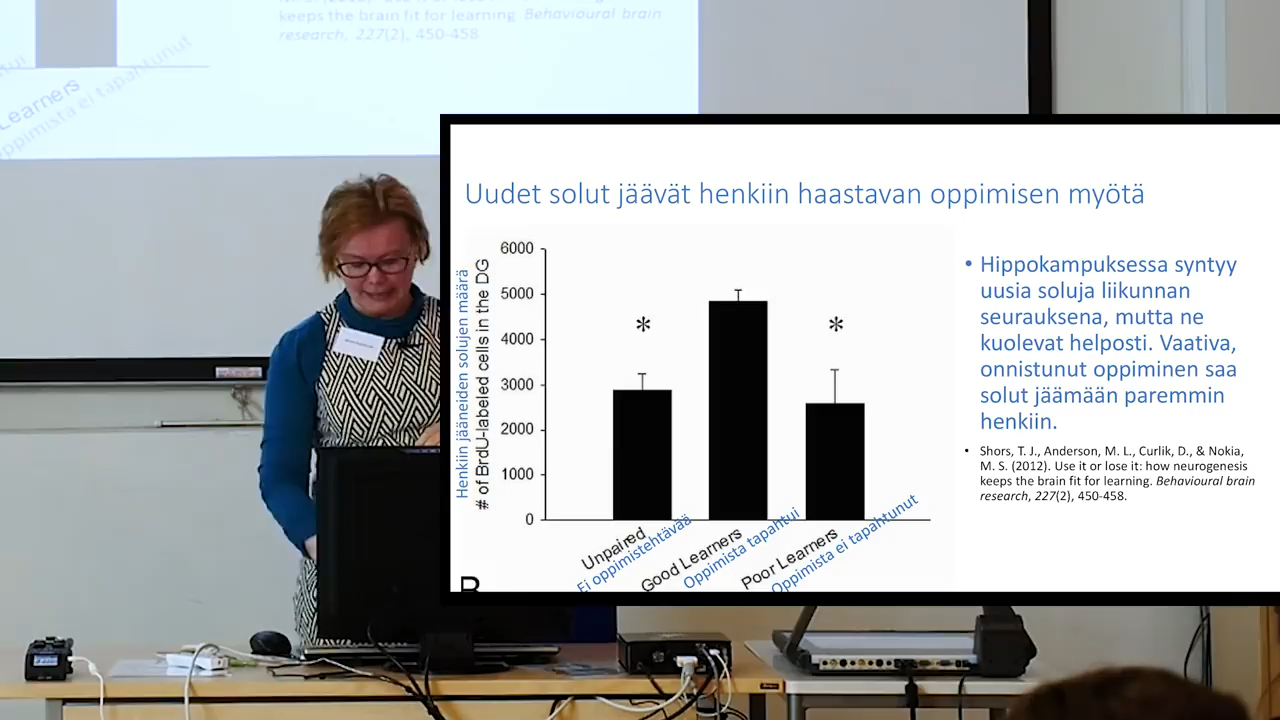 keeps the brain fit for learning. Behavioural brain
research, 227(2), 450-458.
Learners
oppimista ei tapahtunut
Uudet solut jäävät henkiin haastavan oppimisen myötä
Henkiin jääneiden solujen määrä
# of BrdU-labeled cells in the DG
6000
5000
4000
3000
2000
1000
0
*
*
Unpaired
Ei oppimistehtävää
Good Learners
Oppimista tapahtui
Poor Learners
Oppimista ei tapahtunut
B
• Hippokampuksessa syntyy
uusia soluja liikunnan
seurauksena, mutta ne
kuolevat helposti. Vaativa,
onnistunut oppiminen saa
solut jäämään paremmin
henkiin.
• Shors, T. J., Anderson, M. L., Curlik, D., & Nokia,
M. S. (2012). Use it or lose it: how neurogenesis
keeps the brain fit for learning. Behavioural brain
research, 227(2), 450-458.